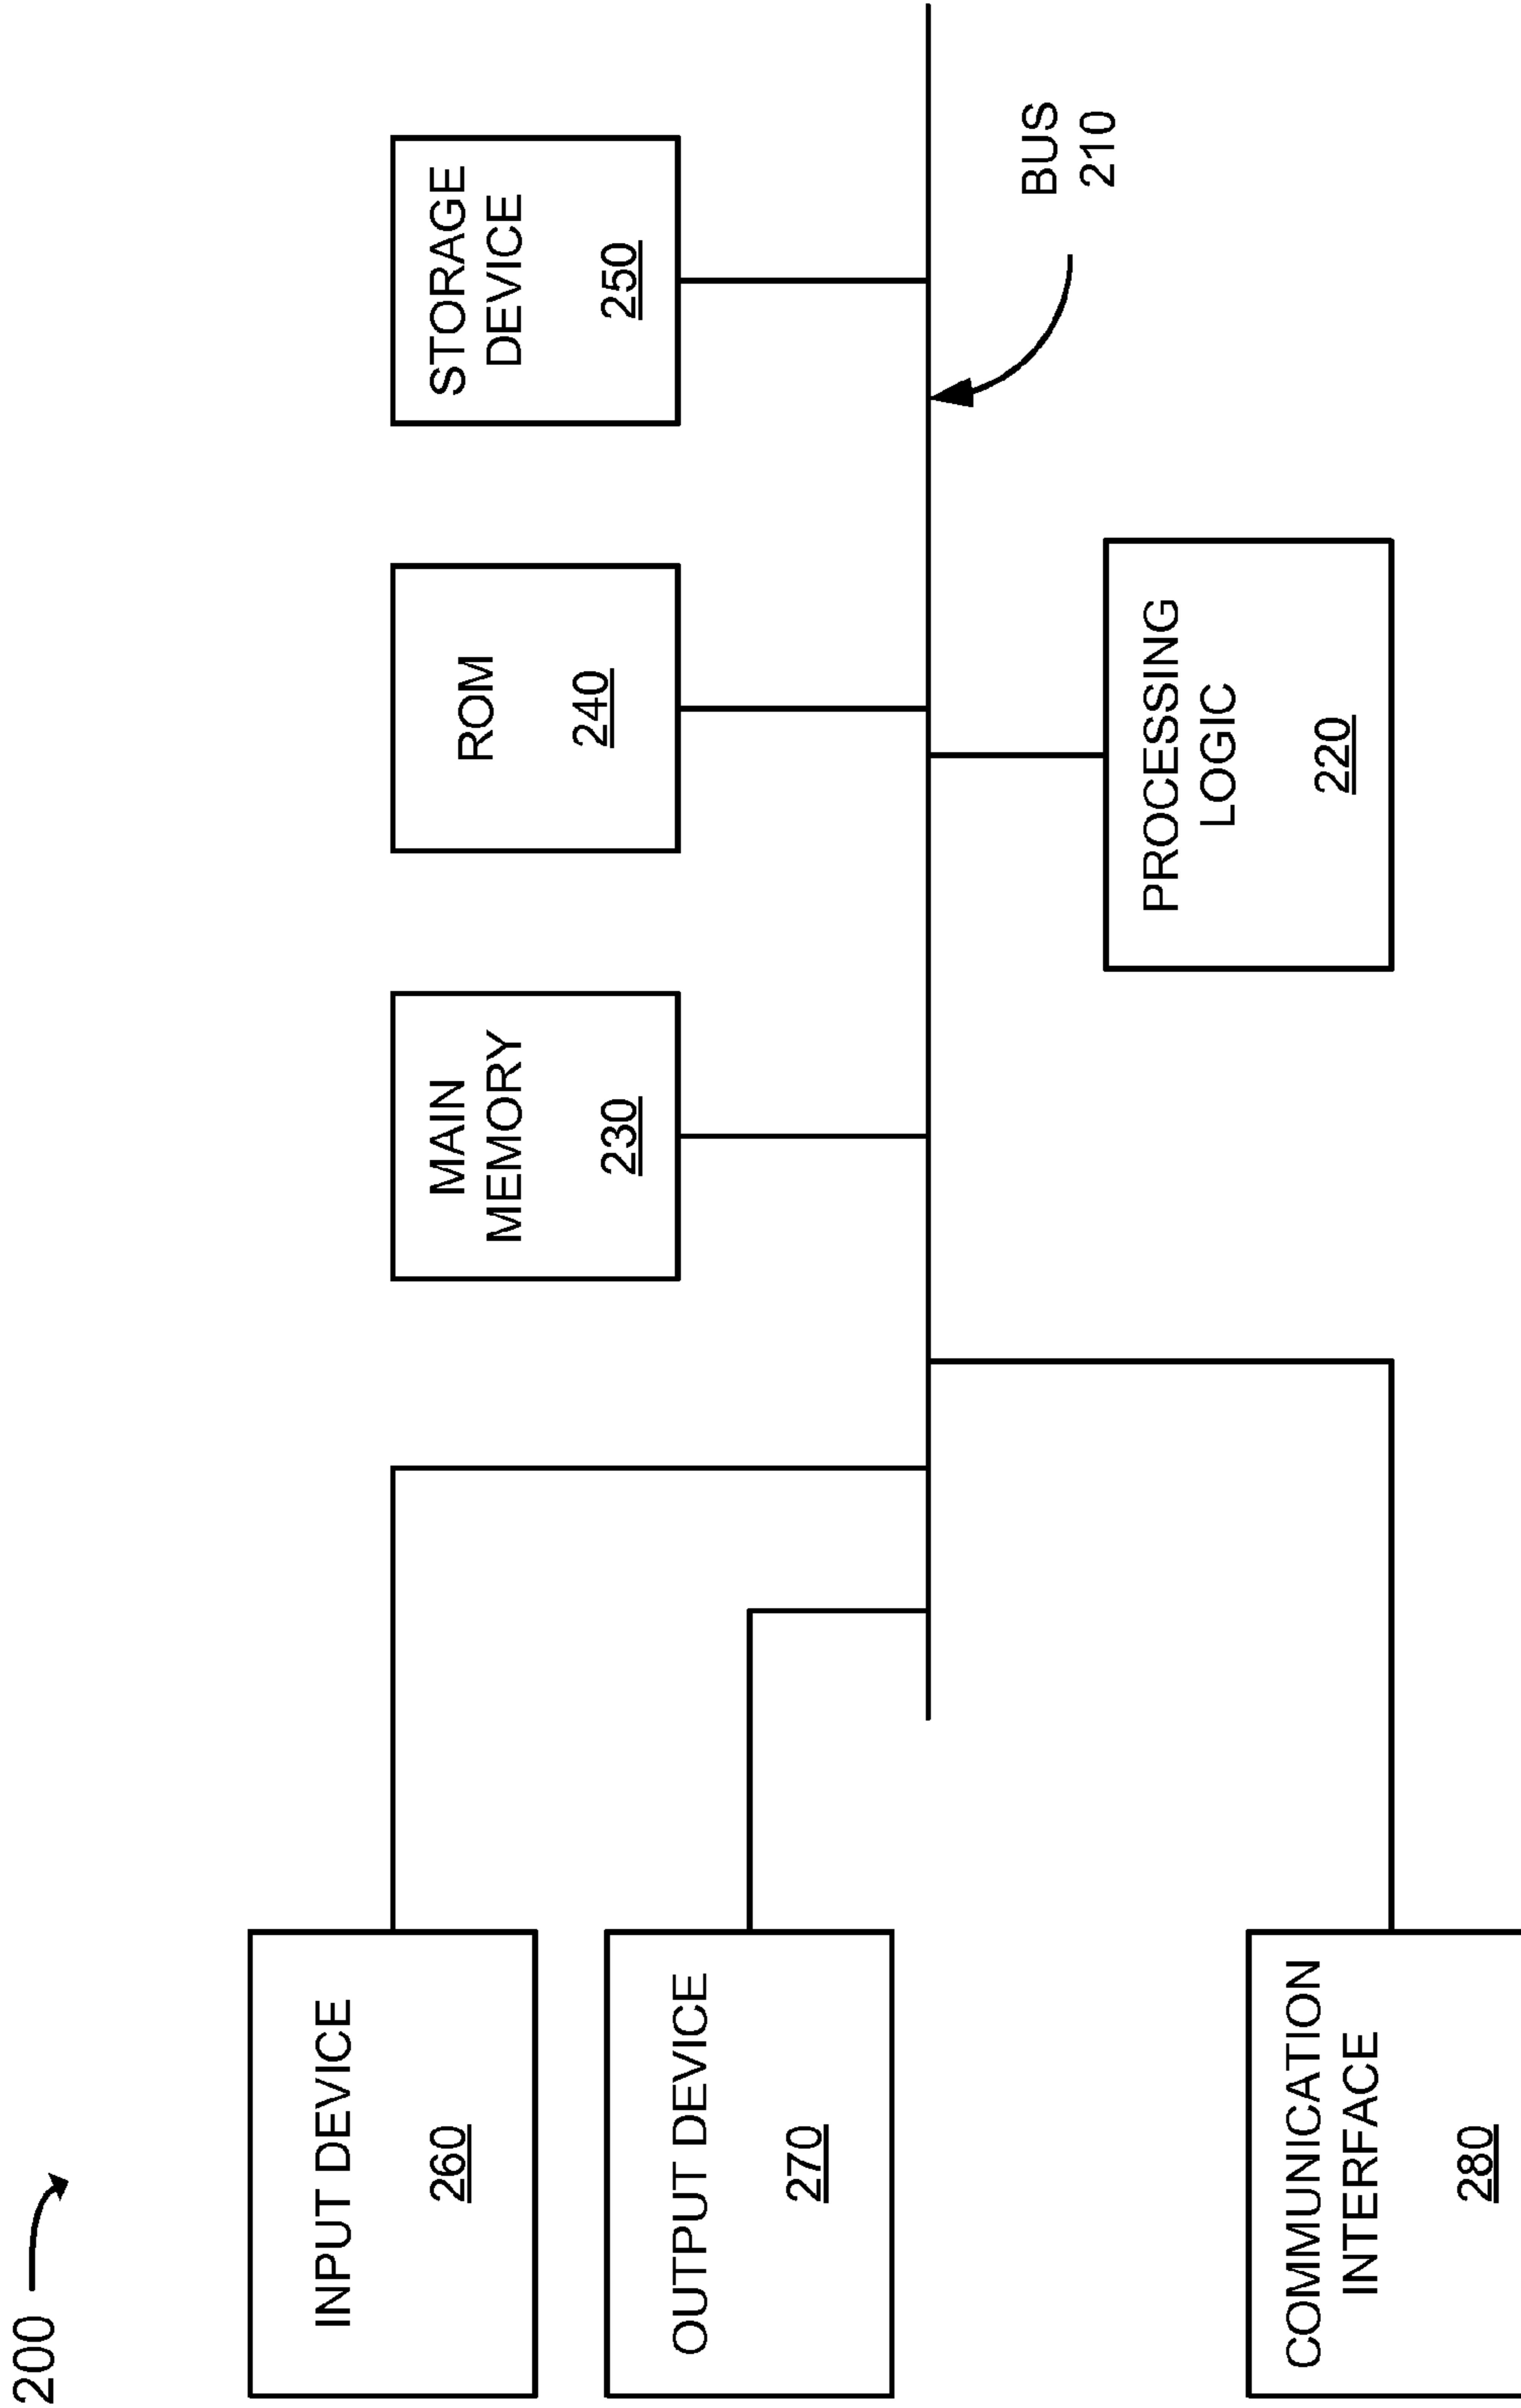 200
INPUT DEVICE
260
OUTPUT DEVICE
270
COMMUNICATION
INTERFACE
280
MAIN
MEMORY
230
ROM
240
STORAGE
DEVICE
250
PROCESSING
LOGIC
220
BUS
210